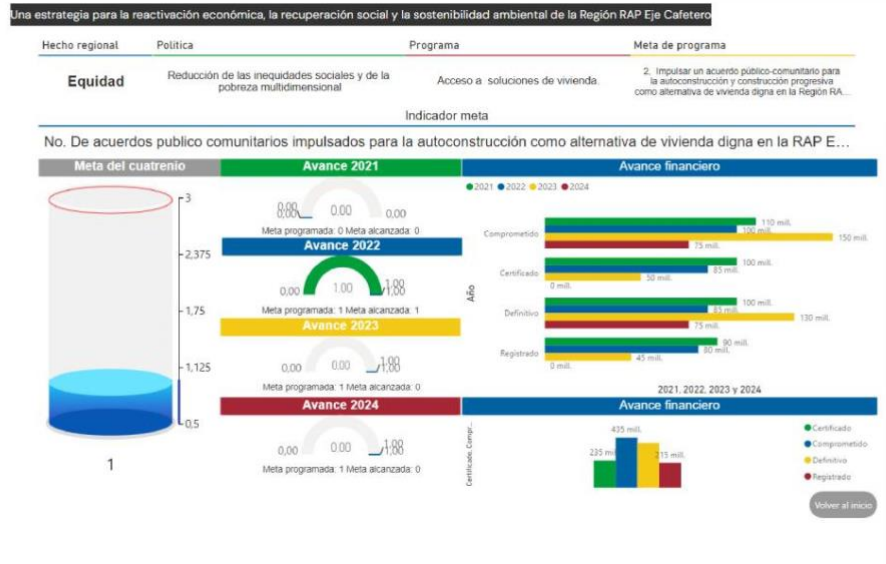 Una estrategia para la reactivación económica, la recuperación social y la sostenibilidad ambiental de la Región RAP Eje Cafetero
Hecho regional Política Programa Meta de programa
Equidad
Reducción de las inequidades sociales y de la
pobreza multidimensional
Acceso a soluciones de vivienda.
2. Impulsar un acuerdo público-comunitario para
la autoconstrucción y construcción progresiva
como alternativa de vivienda digna en la Región RA...
Indicador meta
No. De acuerdos publico comunitarios impulsados para la autoconstrucción como alternativa de vivienda digna en la RAP E...
Meta del cuatrenio
3
2,375
1,75
1,125
0,5
1
Avance 2021
0,00
0,00
0,00
0,00
Meta programada: 0 Meta alcanzada: 0
Avance 2022
0,00
1,00
1,00
1,00
Meta programada: 1 Meta alcanzada: 1
Avance 2023
0,00
0,00
1,00
1,00
Meta programada: 1 Meta alcanzada: 0
Avance 2024
0,00
0,00
1,00
1,00
Meta programada: 1 Meta alcanzada: 0
Avance financiero
2021 2022 2023 2024
Año
Comprometido
110 mill.
100 mill.
150 mill.
75 mill.
Certificado
100 mill.
85 mill.
50 mill.
0 mill.
Definitivo
100 mill.
85 mill.
130 mill.
75 mill.
Registrado
90 mill.
80 mill.
45 mill.
0 mill.
2021, 2022, 2023 y 2024
Avance financiero
Certificado, Compr...
235 mill.
435 mill.
215 mill.
Certificado
Comprometido
Definitivo
Registrado
Volver al inicio